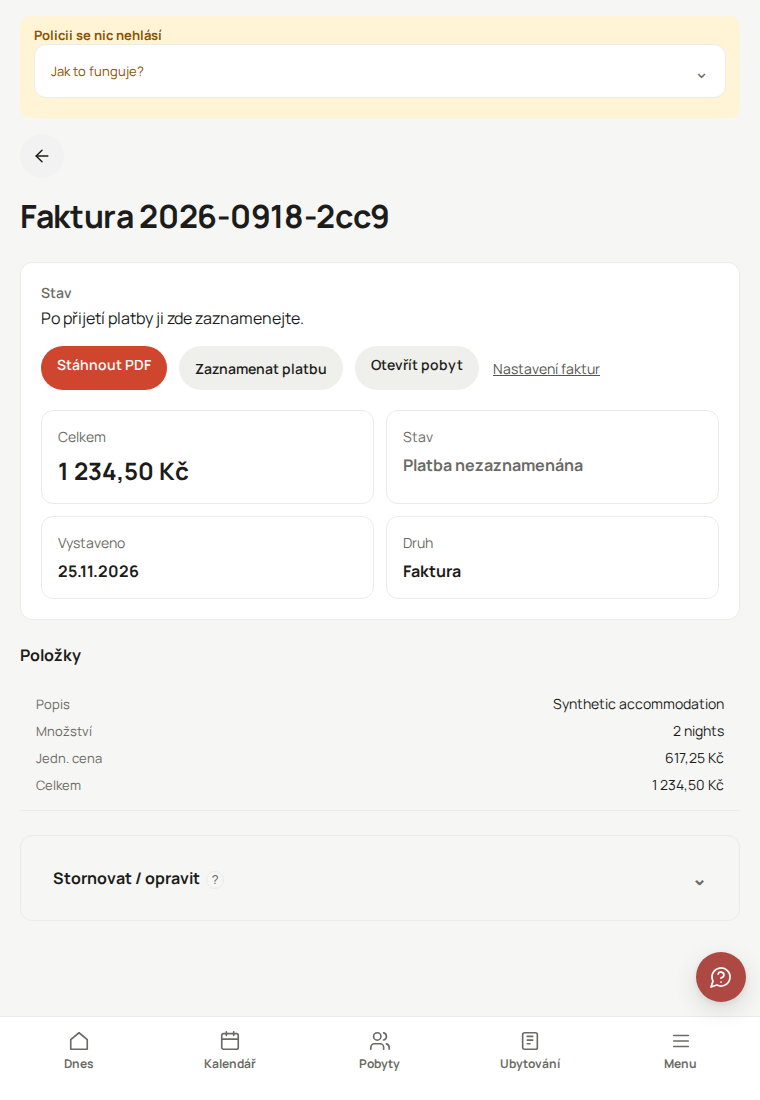 Policii se nic nehlásí
Jak to funguje?
Faktura 2026-0918-2cc9
Stav
Po přijetí platby ji zde zaznamenejte.
Stáhnout PDF Zaznamenat platbu Otevřít pobyt Nastavení faktur
Celkem Stav
1 234,50 Kč Platba nezaznamenána
Vystaveno Druh
25.11.2026 Faktura
Položky
Popis Synthetic accommodation
Množství 2 nights
Jedn. cena 617,25 Kč
Celkem 1 234,50 Kč
Stornovat / opravit ?
Dnes Kalendář Pobyty Ubytování Menu